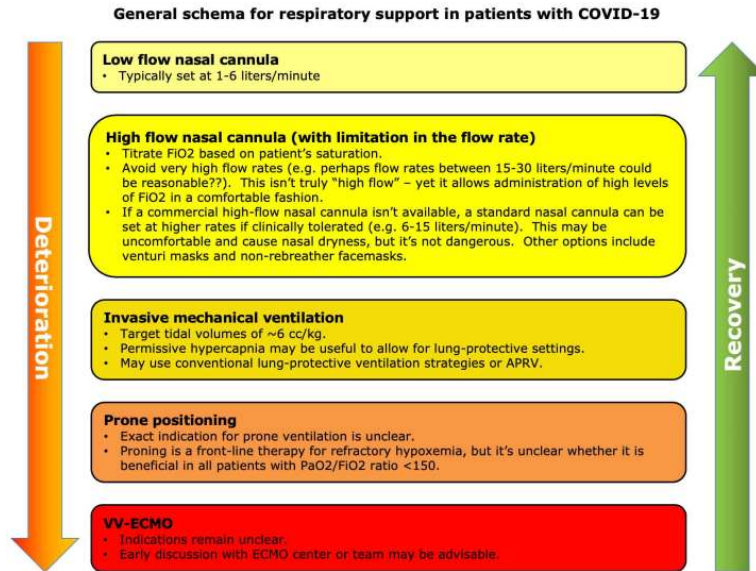 General schema for respiratory support in patients with COVID-19
Deterioration
Low flow nasal cannula
• Typically set at 1-6 liters/minute
High flow nasal cannula (with limitation in the flow rate)
• Titrate FiO2 based on patient's saturation.
• Avoid very high flow rates (e.g. perhaps flow rates between 15-30 liters/minute could
be reasonable??). This isn't truly "high flow" – yet it allows administration of high levels
of FiO2 in a comfortable fashion.
• If a commercial high-flow nasal cannula isn't available, a standard nasal cannula can be
set at higher rates if clinically tolerated (e.g. 6-15 liters/minute). This may be
uncomfortable and cause nasal dryness, but it's not dangerous. Other options include
venturi masks and non-rebreather facemasks.
Invasive mechanical ventilation
• Target tidal volumes of ~6 cc/kg.
• Permissive hypercapnia may be useful to allow for lung-protective settings.
• May use conventional lung-protective ventilation strategies or APRV.
Prone positioning
• Exact indication for prone ventilation is unclear.
• Proning is a front-line therapy for refractory hypoxemia, but it's unclear whether it is
beneficial in all patients with PaO2/FiO2 ratio <150.
VV-ECMO
• Indications remain unclear.
• Early discussion with ECMO center or team may be advisable.
Recovery